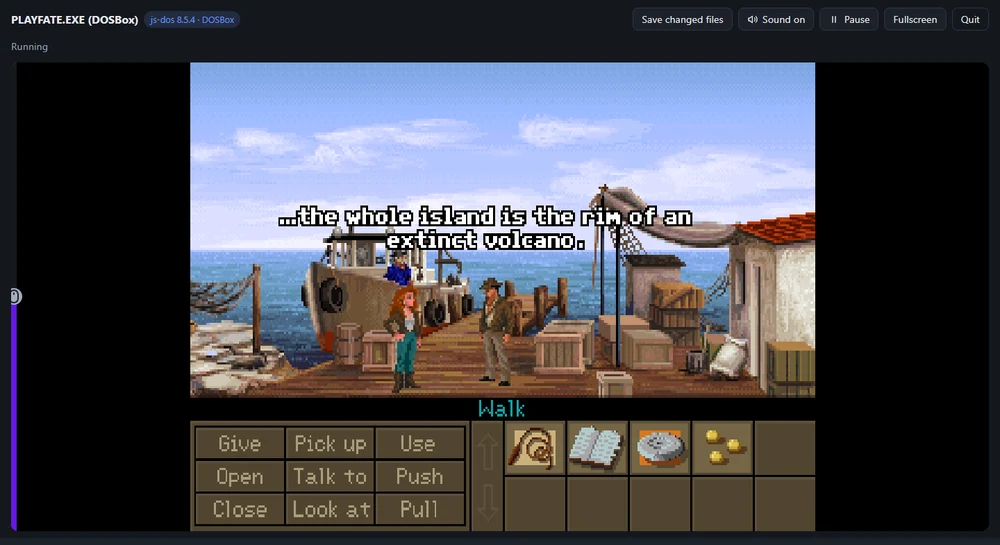 PLAYFATE.EXE (DOSBox) js-dos 8.5.4 · DOSBox Save changed files Sound on Pause Fullscreen Quit
Running
...the whole island is the rim of an
extinct volcano.
Walk
Give Pick up Use
Open Talk to Push
Close Look at Pull